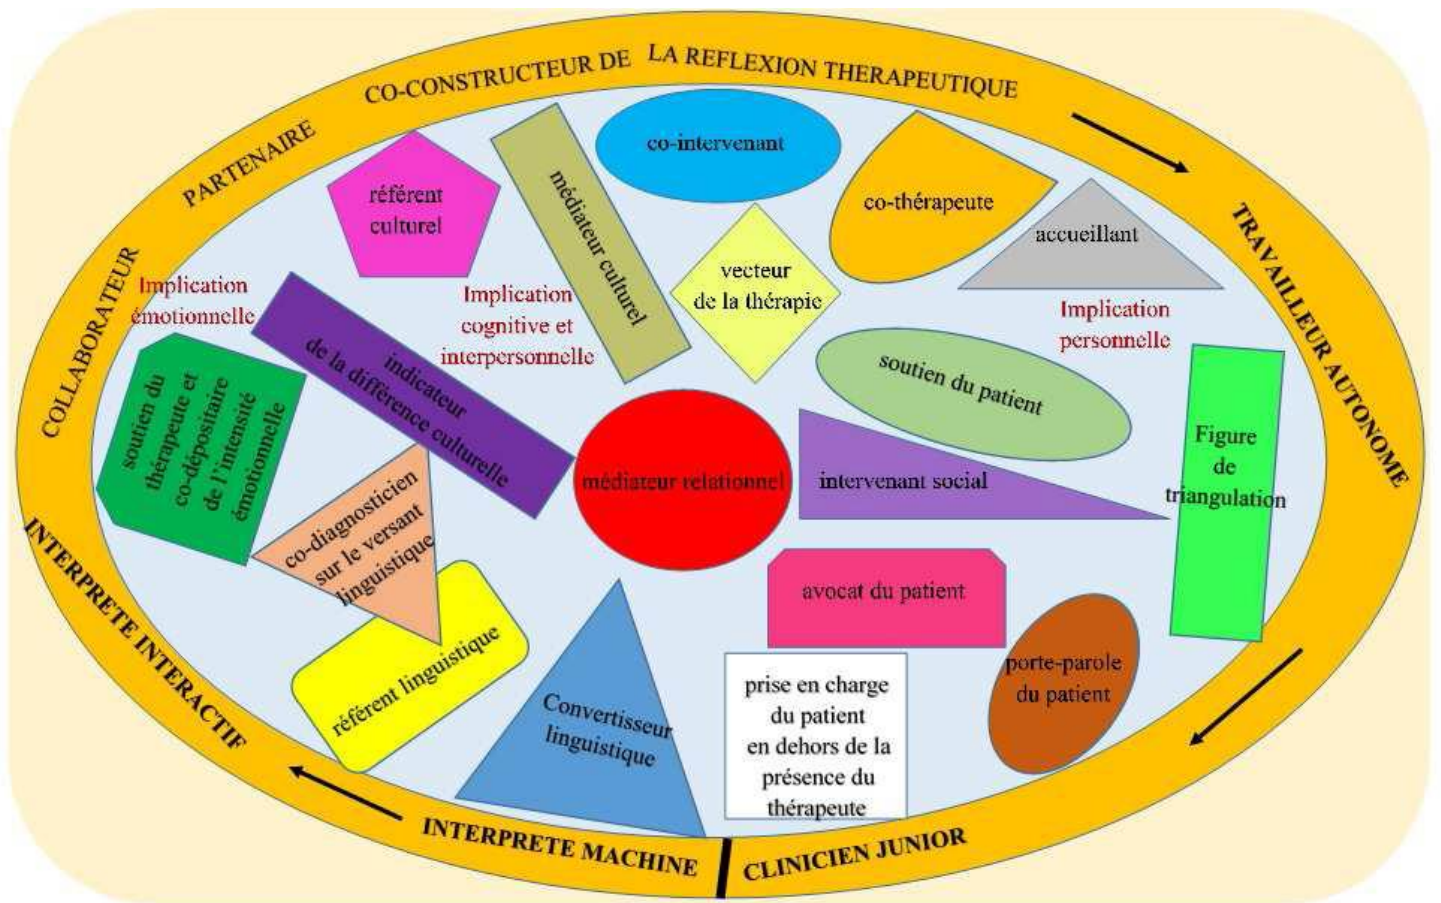 CO-CONSTRUCTEUR DE LA REFLEXION THERAPEUTIQUE
PARTENAIRE
COLLABORATEUR
TRAVAILLEUR AUTONOME
INTERPRETE INTERACTIF
INTERPRETE MACHINE
CLINICIEN JUNIOR
référent
culturel
médiateur culturel
co-intervenant
co-thérapeute
accueillant
vecteur
de la thérapie
Implication
émotionnelle
Implication
cognitive et
interpersonnelle
Implication
personnelle
indicateur
de la différence culturelle
soutien du
thérapeute et
co-dépositaire
de l'intensité
émotionnelle
soutien du patient
Figure
de
triangulation
médiateur relationnel
intervenant social
co-diagnosticien
sur le versant
linguistique
référent linguistique
Convertisseur
linguistique
avocat du patient
prise en charge
du patient
en dehors de la
présence du
thérapeute
porte-parole
du patient